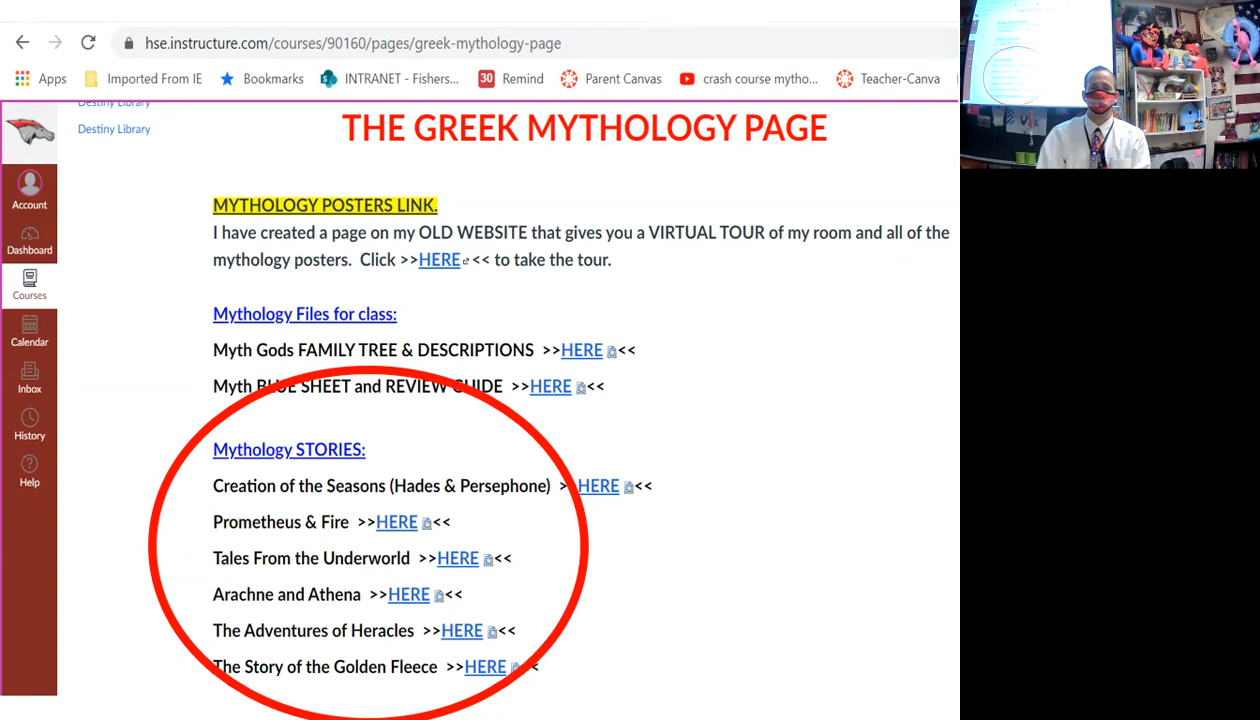 hse.instructure.com/courses/90160/pages/greek-mythology-page
Apps Imported From IE Bookmarks INTRANET - Fishers... 30 Remind Parent Canvas crash course mytho... Teacher-Canva
Destiny Library
Destiny Library
THE GREEK MYTHOLOGY PAGE
Account
Dashboard
Courses
Calendar
Inbox
History
Help
MYTHOLOGY POSTERS LINK.
I have created a page on my OLD WEBSITE that gives you a VIRTUAL TOUR of my room and all of the
mythology posters. Click >>HERE << to take the tour.
Mythology Files for class:
Myth Gods FAMILY TREE & DESCRIPTIONS >>HERE <<
Myth BLUE SHEET and REVIEW GUIDE >>HERE <<
Mythology STORIES:
Creation of the Seasons (Hades & Persephone) >HERE <<
Prometheus & Fire >>HERE <<
Tales From the Underworld >>HERE <<
Arachne and Athena >>HERE <<
The Adventures of Heracles >>HERE <<
The Story of the Golden Fleece >>HERE <